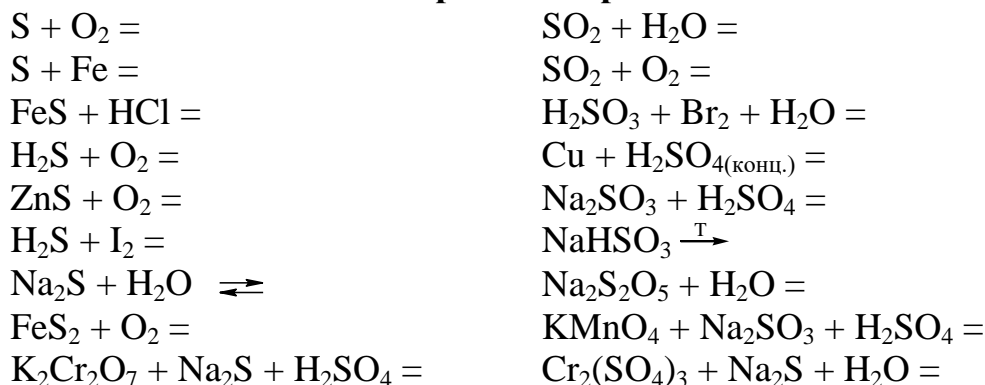 S + O₂ =
S + Fe =
FeS + HCl =
H₂S + O₂ =
ZnS + O₂ =
H₂S + I₂ =
Na₂S + H₂O ⇌
FeS₂ + O₂ =
K₂Cr₂O₇ + Na₂S + H₂SO₄ =
SO₂ + H₂O =
SO₂ + O₂ =
H₂SO₃ + Br₂ + H₂O =
Cu + H₂SO₄₍конц.₎ =
Na₂SO₃ + H₂SO₄ =
NaHSO₃ —T→
Na₂S₂O₅ + H₂O =
KMnO₄ + Na₂SO₃ + H₂SO₄ =
Cr₂(SO₄)₃ + Na₂S + H₂O =